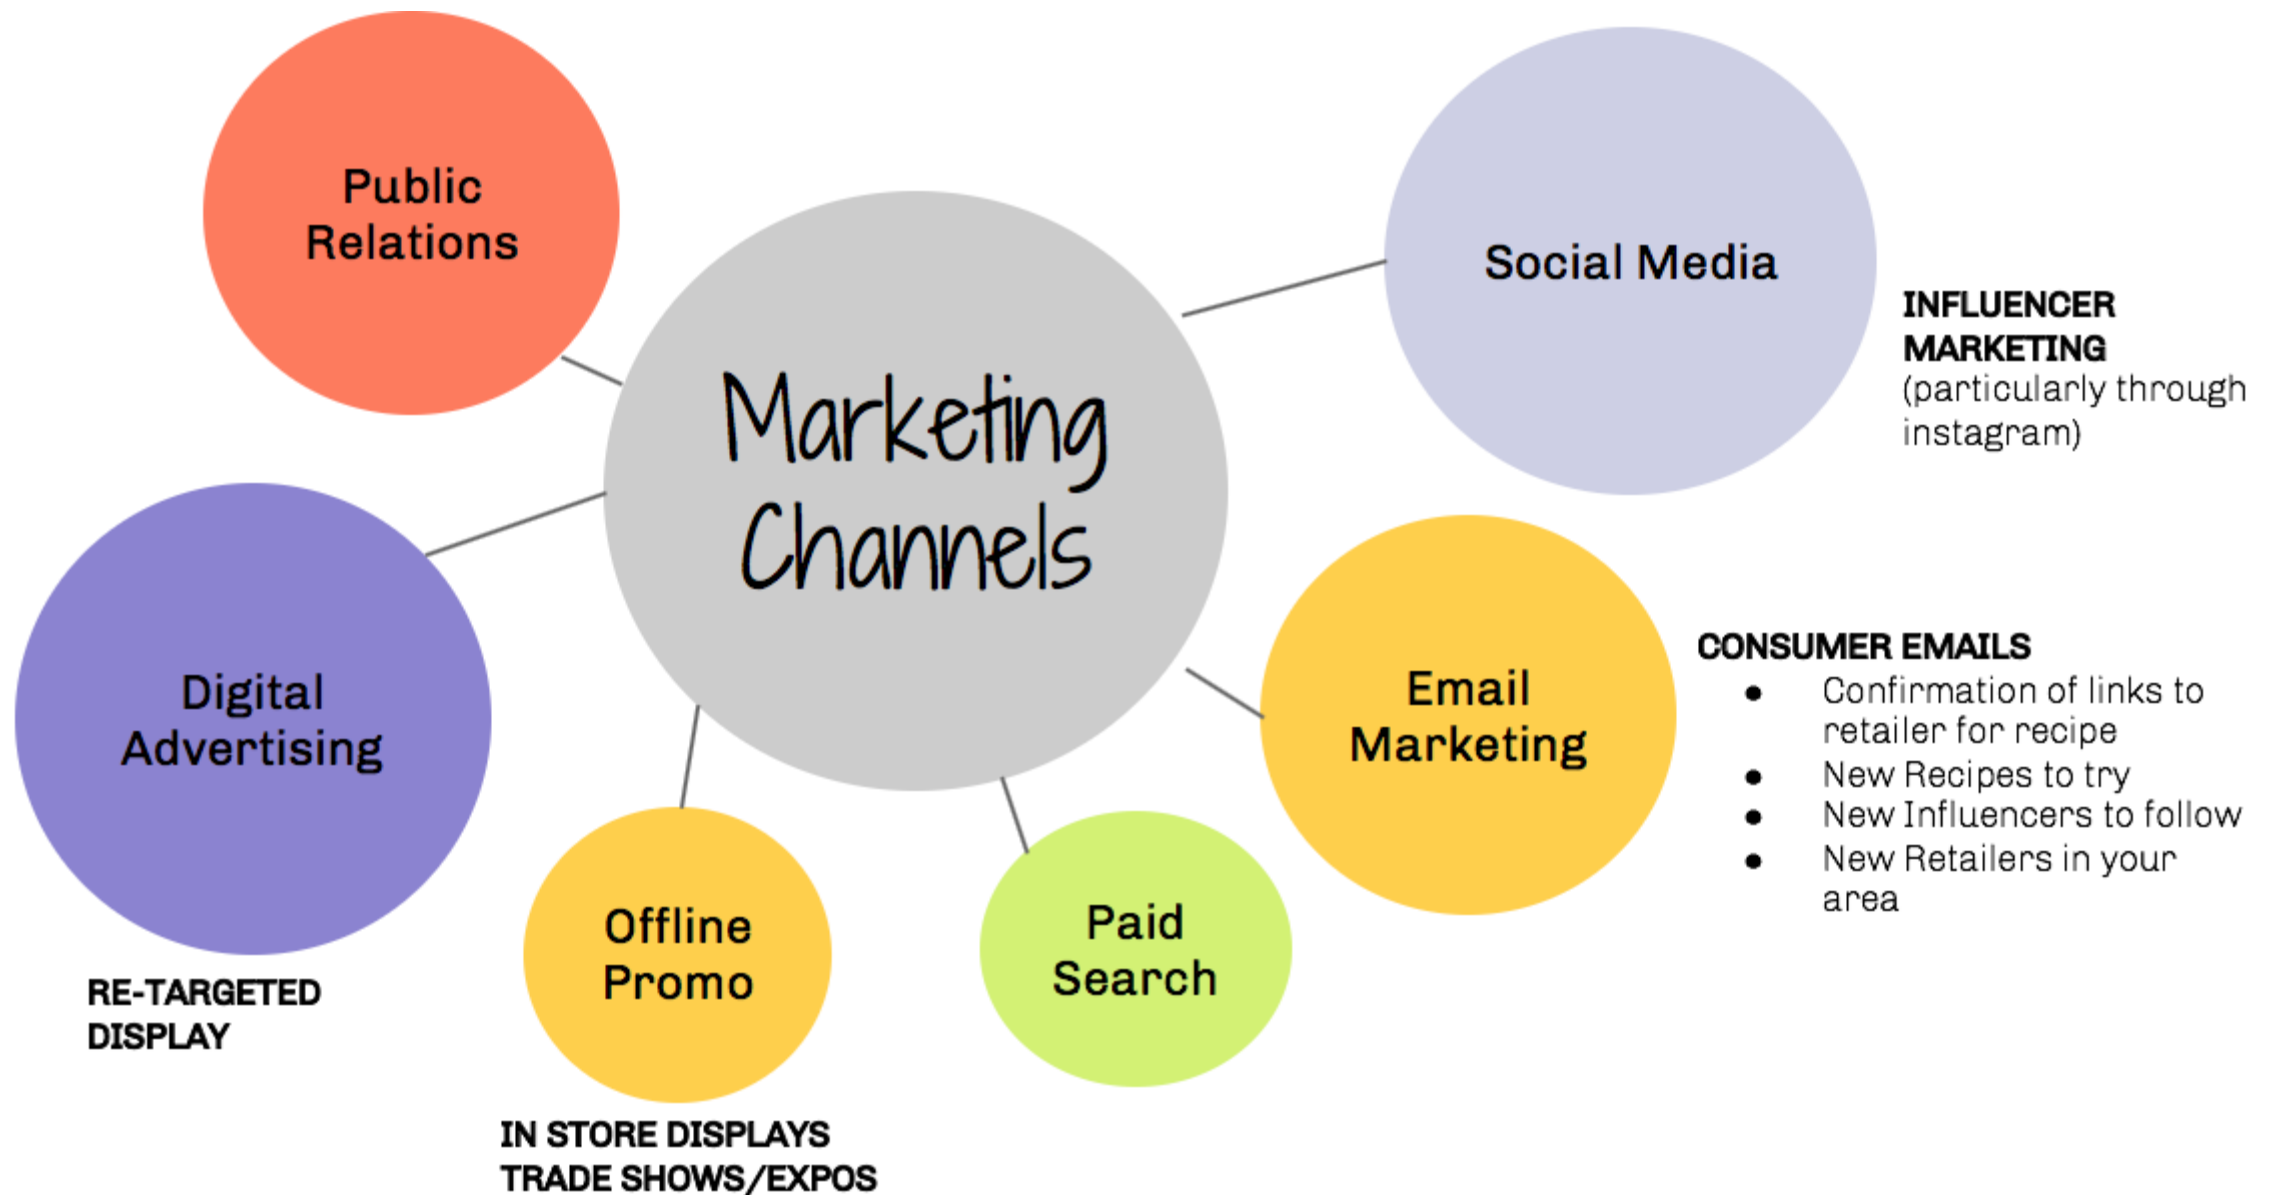 Public
Relations
Social Media
INFLUENCER
MARKETING
(particularly through
instagram)
Marketing
Channels
Digital
Advertising
RE-TARGETED
DISPLAY
Email
Marketing
CONSUMER EMAILS
● Confirmation of links to
retailer for recipe
● New Recipes to try
● New Influencers to follow
● New Retailers in your
area
Offline
Promo
IN STORE DISPLAYS
TRADE SHOWS/EXPOS
Paid
Search